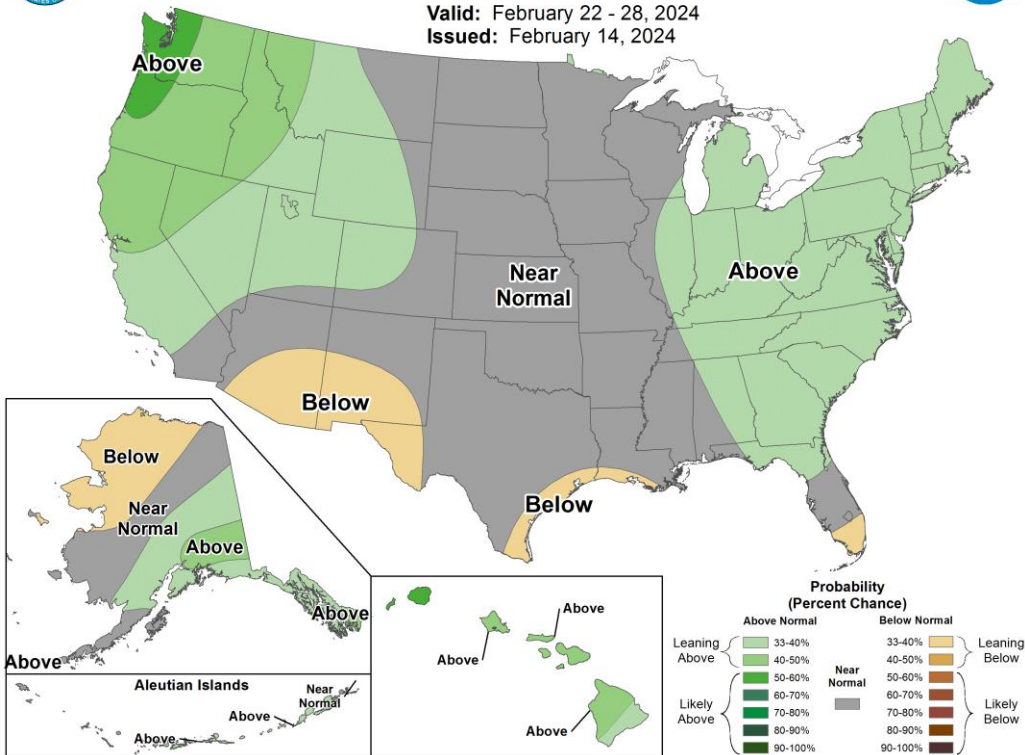 Valid: February 22 - 28, 2024
Issued: February 14, 2024
Above
Near
Normal
Above
Below
Below
Below
Near
Normal
Above
Above
Above
Aleutian Islands
Near
Normal
Above
Above
Above
Above
Above
Probability
(Percent Chance)
Above Normal
Below Normal
Leaning
Above
33-40%
40-50%
Likely
Above
50-60%
60-70%
70-80%
80-90%
90-100%
Near
Normal
33-40%
40-50%
Leaning
Below
50-60%
60-70%
70-80%
80-90%
90-100%
Likely
Below